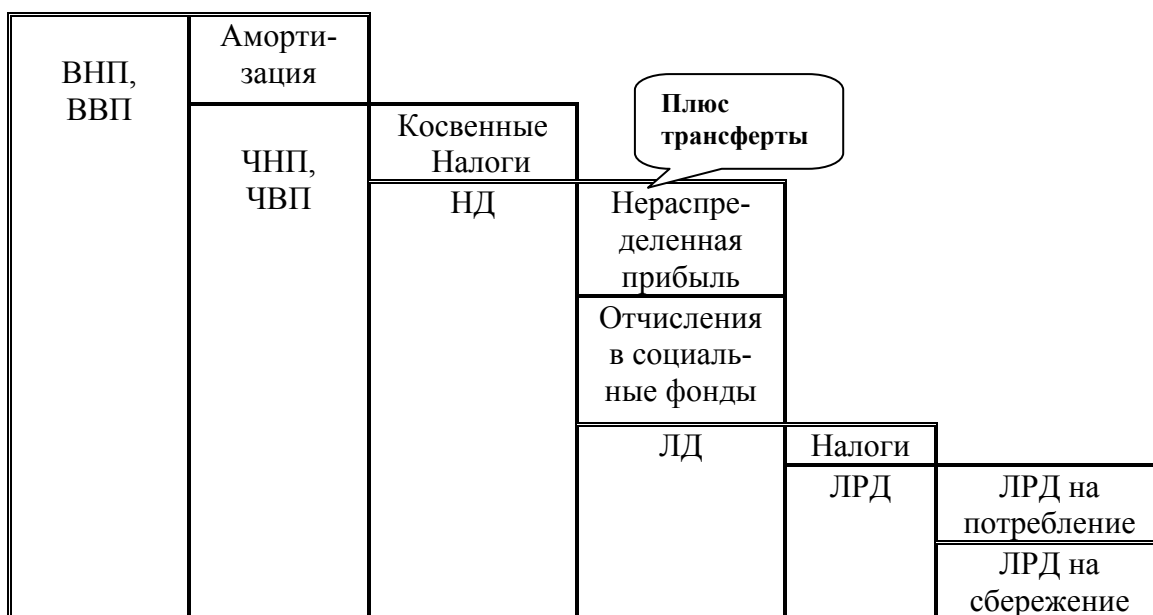 ВНП,
ВВП
Аморти-
зация
ЧНП,
ЧВП
Косвенные
Налоги
НД
Плюс
трансферты
Нераспре-
деленная
прибыль
Отчисления
в социаль-
ные фонды
ЛД
Налоги
ЛРД
ЛРД на
потребление
ЛРД на
сбережение